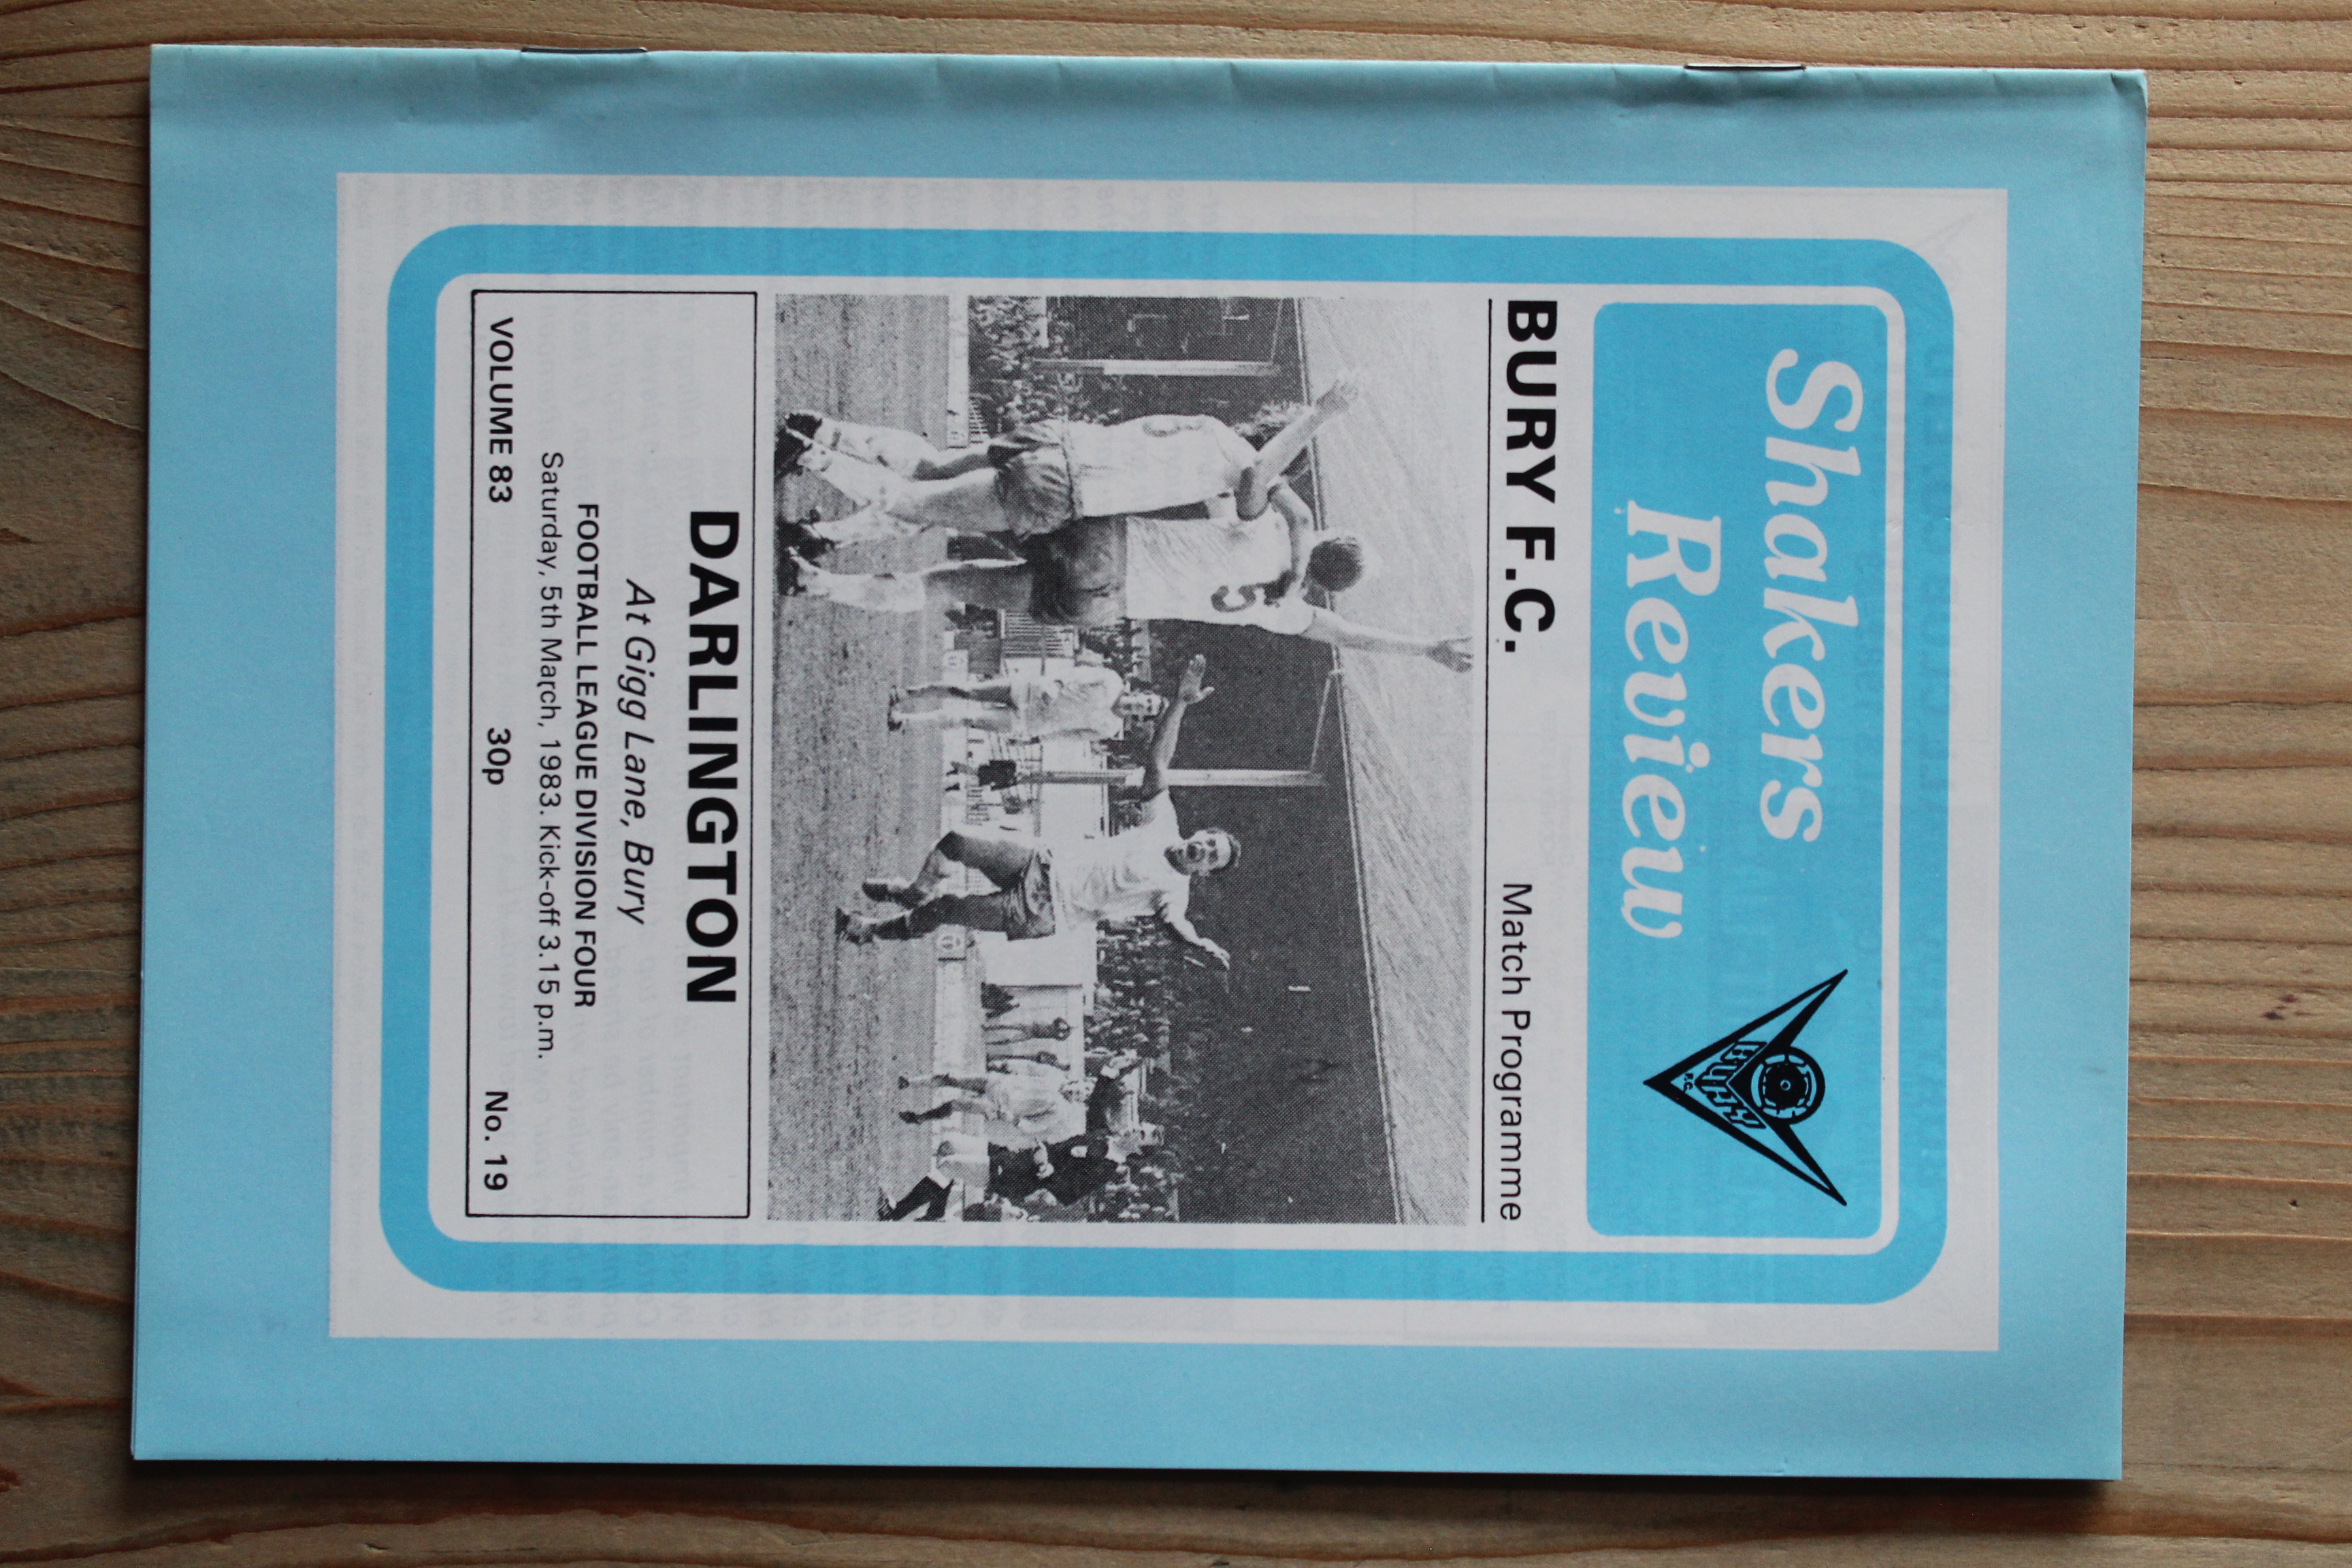 Shakers
Review
BURY
F.C.
BURY F.C. Match Programme
DARLINGTON
At Gigg Lane, Bury
FOOTBALL LEAGUE DIVISION FOUR
Saturday, 5th March, 1983. Kick-off 3.15 p.m.
VOLUME 83 30p No. 19